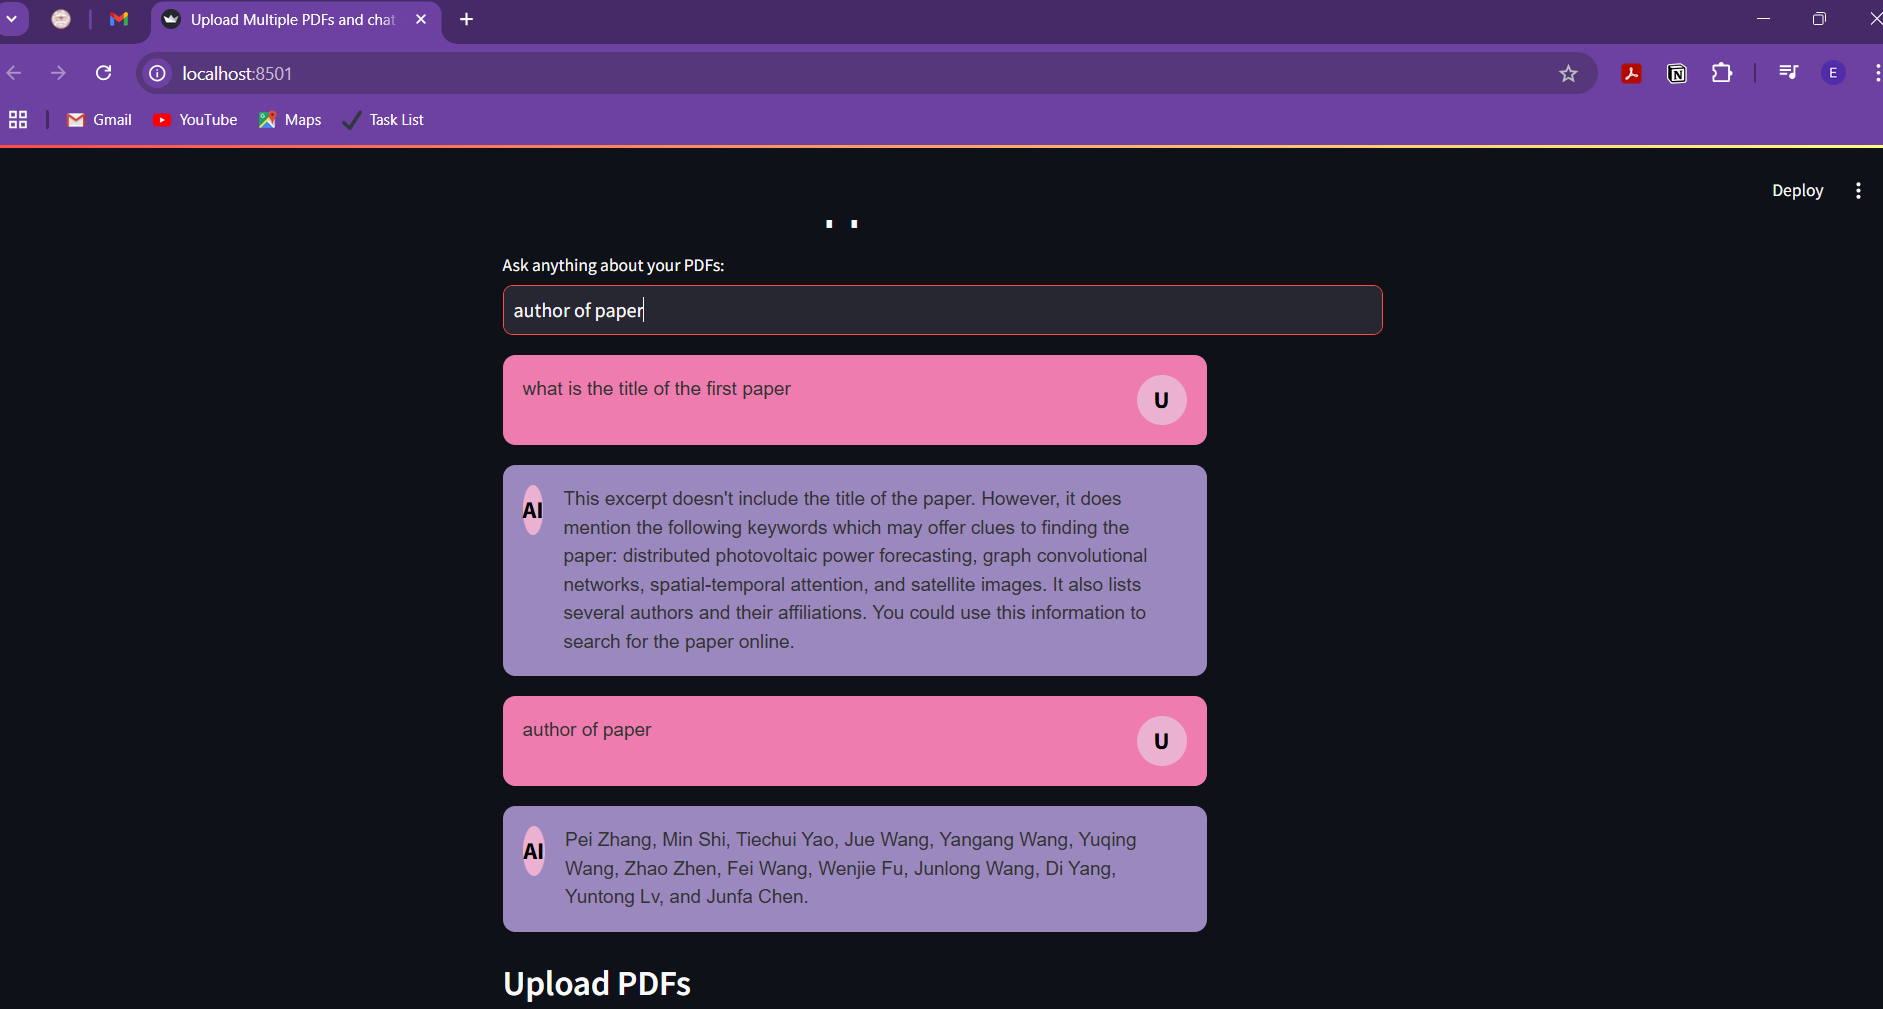 Upload Multiple PDFs and chat
localhost:8501
E
Gmail
YouTube
Maps
Task List
Deploy
Ask anything about your PDFs:
author of paper
what is the title of the first paper
U
AI
This excerpt doesn't include the title of the paper. However, it does
mention the following keywords which may offer clues to finding the
paper: distributed photovoltaic power forecasting, graph convolutional
networks, spatial-temporal attention, and satellite images. It also lists
several authors and their affiliations. You could use this information to
search for the paper online.
author of paper
U
AI
Pei Zhang, Min Shi, Tiechui Yao, Jue Wang, Yangang Wang, Yuqing
Wang, Zhao Zhen, Fei Wang, Wenjie Fu, Junlong Wang, Di Yang,
Yuntong Lv, and Junfa Chen.
Upload PDFs